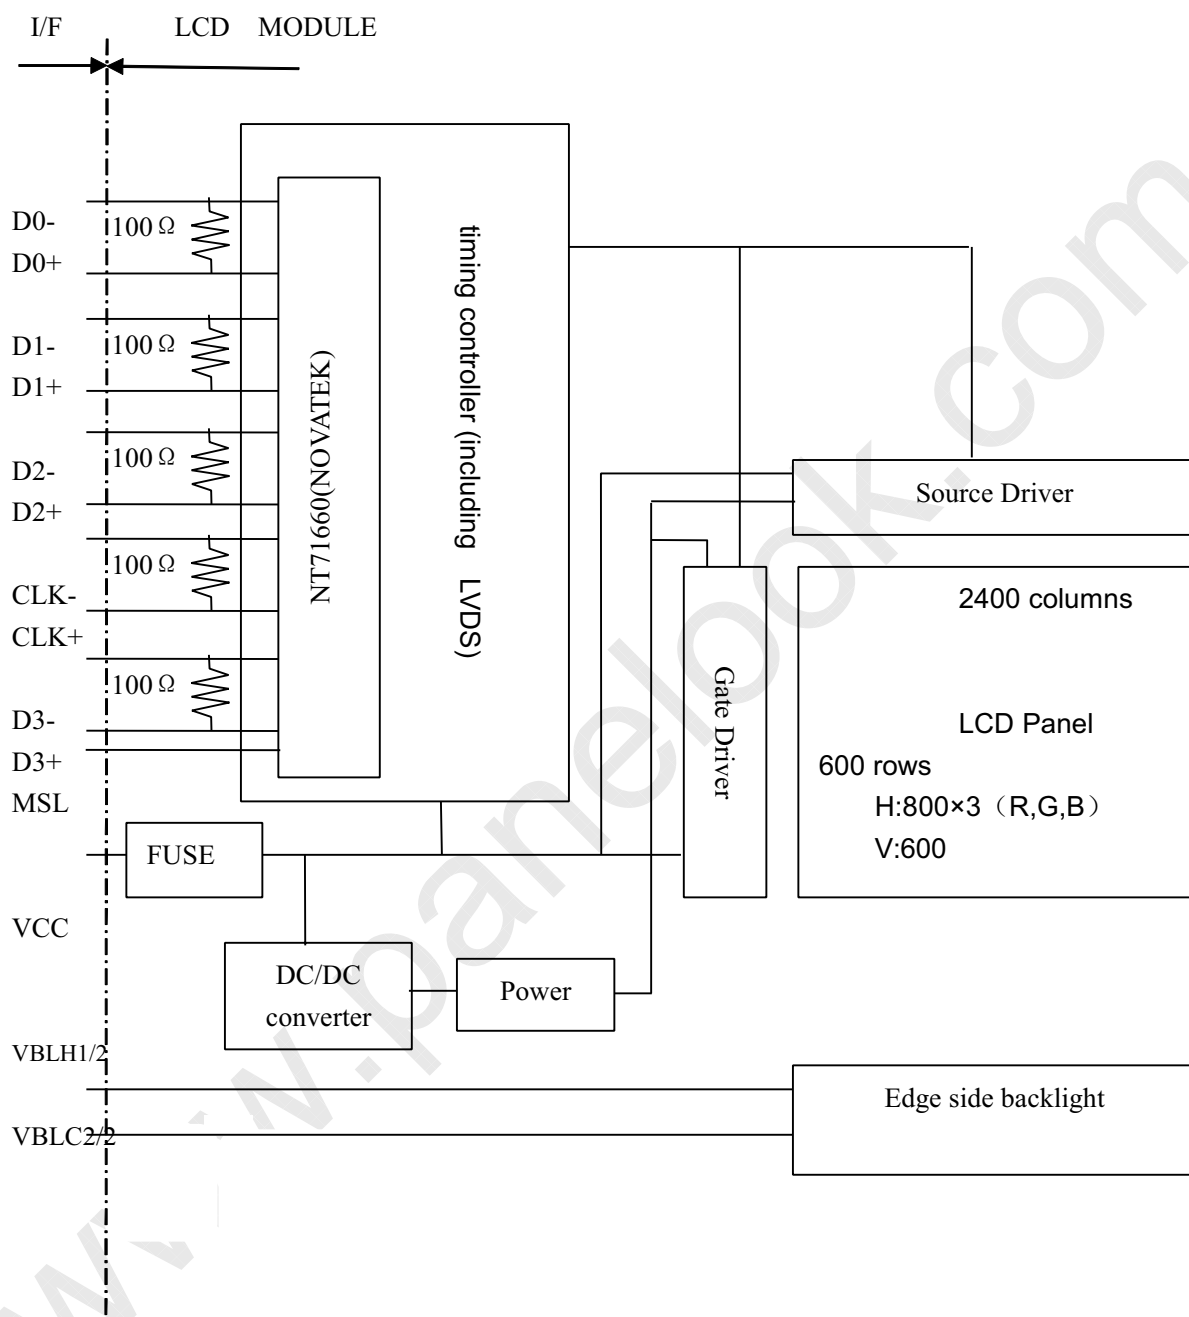 I/F LCD MODULE
D0-
100Ω
D0+
D1-
100Ω
D1+
D2-
100Ω
D2+
100Ω
CLK-
CLK+
100Ω
D3-
D3+
MSL
NT71660(NOVATEK)
timing controller (including LVDS)
Source Driver
Gate Driver
2400 columns
LCD Panel
600 rows
H:800×3（R,G,B）
V:600
FUSE
VCC
DC/DC
converter
Power
VBLH1/2
Edge side backlight
VBLC2/2
www.panelook.com